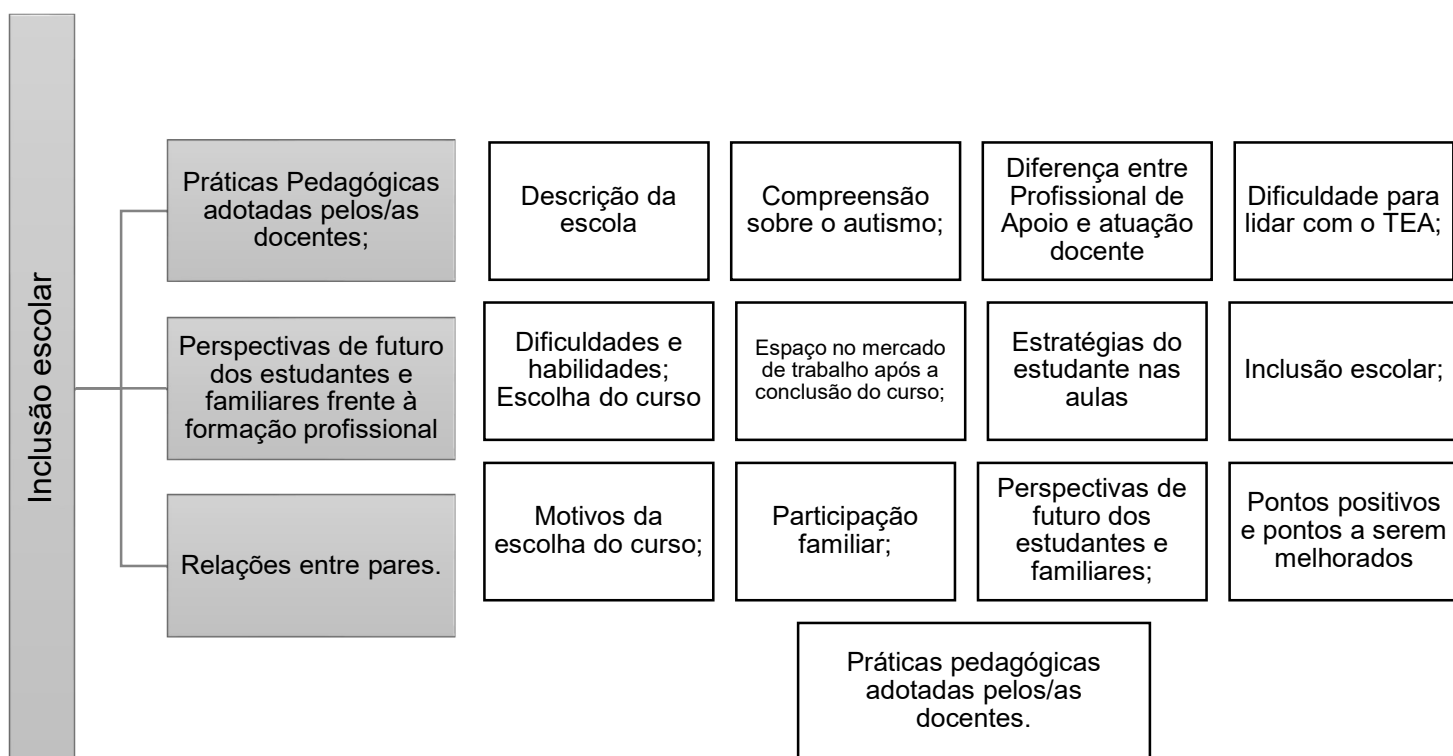 Inclusão escolar
Práticas Pedagógicas
adotadas pelos/as
docentes;
Descrição da
escola
Compreensão
sobre o autismo;
Diferença entre
Profissional de
Apoio e atuação
docente
Dificuldade para
lidar com o TEA;
Perspectivas de futuro
dos estudantes e
familiares frente à
formação profissional
Dificuldades e
habilidades;
Escolha do curso
Espaço no mercado
de trabalho após a
conclusão do curso;
Estratégias do
estudante nas
aulas
Inclusão escolar;
Relações entre pares.
Motivos da
escolha do curso;
Participação
familiar;
Perspectivas de
futuro dos
estudantes e
familiares;
Pontos positivos
e pontos a serem
melhorados
Práticas pedagógicas
adotadas pelos/as
docentes.